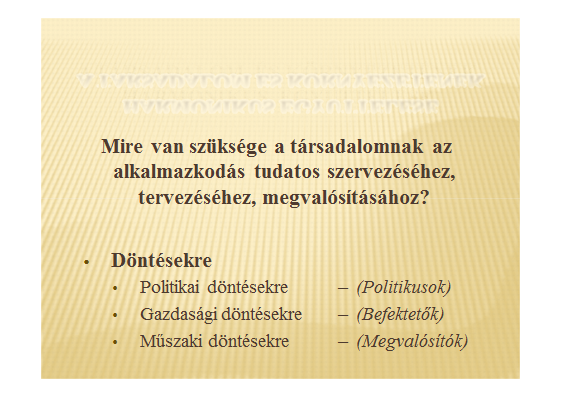 Mire van szüksége a társadalomnak az
alkalmazkodás tudatos szervezéséhez,
tervezéséhez, megvalósításához?
• Döntésekre
• Politikai döntésekre – (Politikusok)
• Gazdasági döntésekre – (Befektetők)
• Műszaki döntésekre – (Megvalósítók)